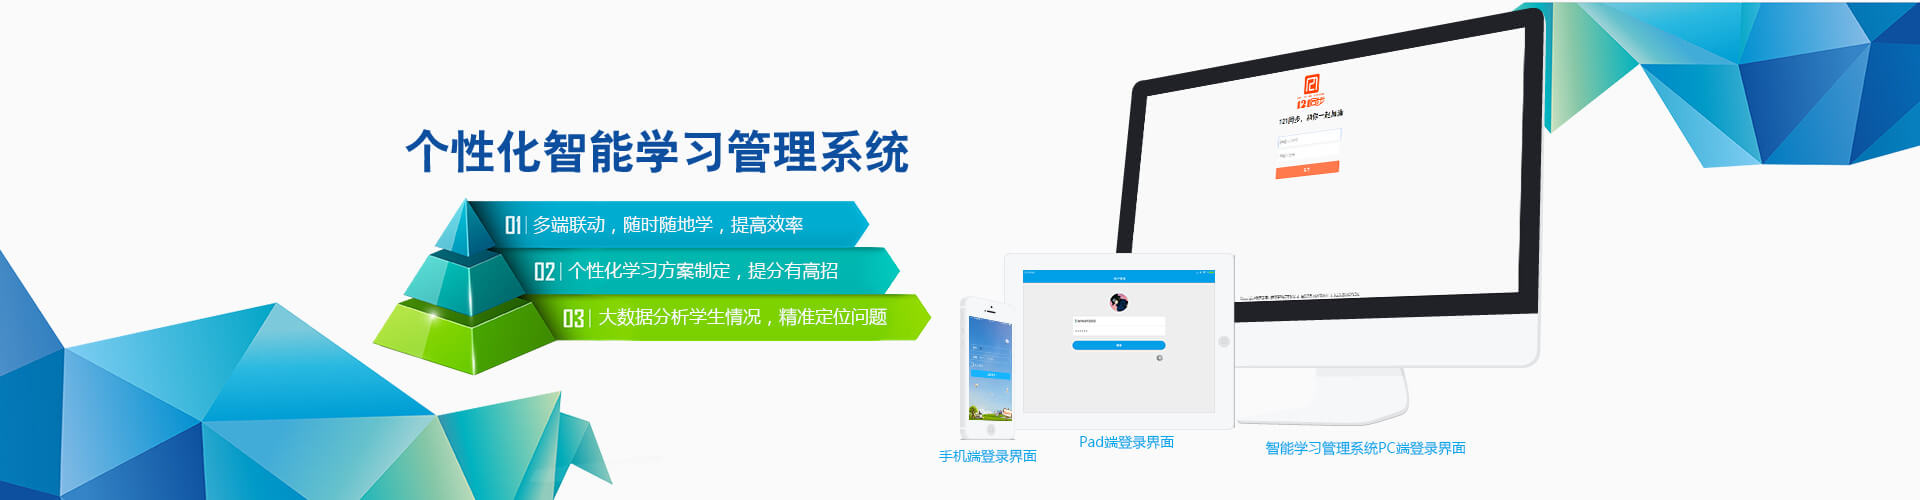 个性化智能学习管理系统
01 多端联动，随时随地学，提高效率
02 个性化学习方案制定，提分有高招
03 大数据分析学生情况，精准定位问题
121同步
121同步，和你一起加油
手机端登录界面
Pad端登录界面
智能学习管理系统PC端登录界面